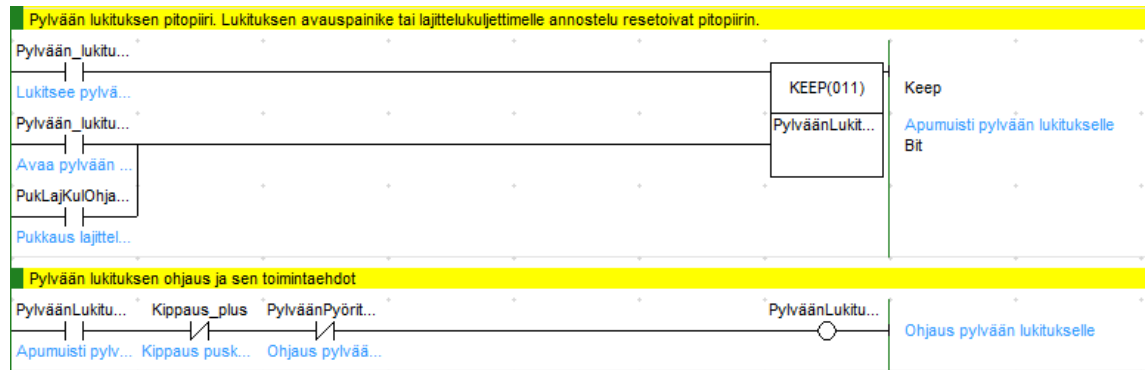 Pylvään lukituksen pitopiiri. Lukituksen avauspainike tai lajittelukuljettimelle annostelu resetoivat pitopiirin.
Pylvään_lukitu...
Lukitsee pylvä...
KEEP(011)
Keep
Pylvään_lukitu...
PylväänLukit...
Apumuisti pylvään lukitukselle
Bit
Avaa pylvään ...
PukLajKulOhja...
Pukkaus lajittel...
Pylvään lukituksen ohjaus ja sen toimintaehdot
PylväänLukitu... Kippaus_plus PylväänPyörit... PylväänLukitu...
Ohjaus pylvään lukitukselle
Apumuisti pylv... Kippaus pusk... Ohjaus pylvää...